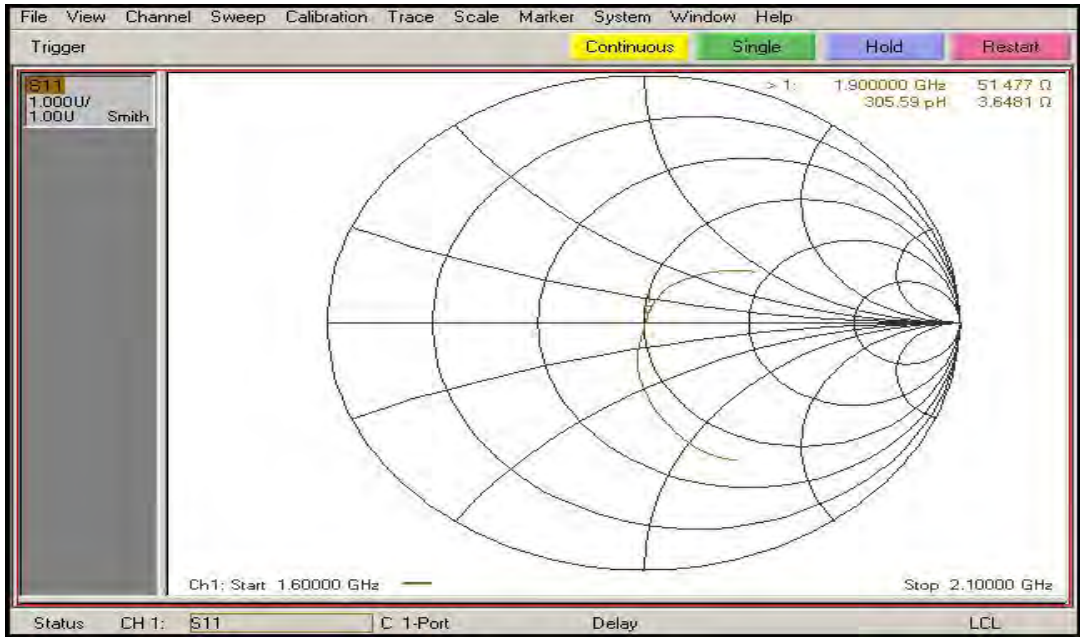 File View Channel Sweep Calibration Trace Scale Marker System Window Help
Trigger Continuous Single Hold Restart
S11
1.000U/
1.00U Smith
> 1: 1.900000 GHz 51.477 Ω
305.59 pH 3.6481 Ω
Ch1: Start 1.60000 GHz
Stop 2.10000 GHz
Status CH 1: S11 C 1-Port Delay LCL